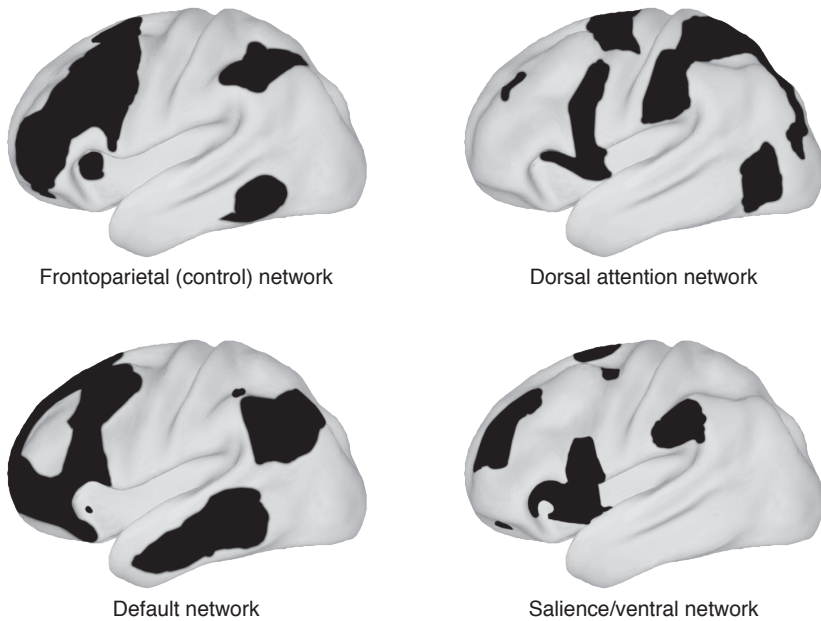 Frontoparietal (control) network
Dorsal attention network
Default network
Salience/ventral network